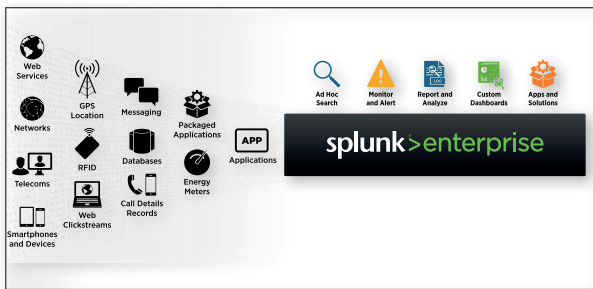 Web
Services
Networks
Telecoms
Smartphones
and Devices
GPS
Location
RFID
Web
Clickstreams
Messaging
Databases
Call Details
Records
Packaged
Applications
Energy
Meters
APP
Applications
Ad Hoc
Search
Monitor
and Alert
LOG
Report and
Analyze
Custom
Dashboards
Apps and
Solutions
splunk>enterprise